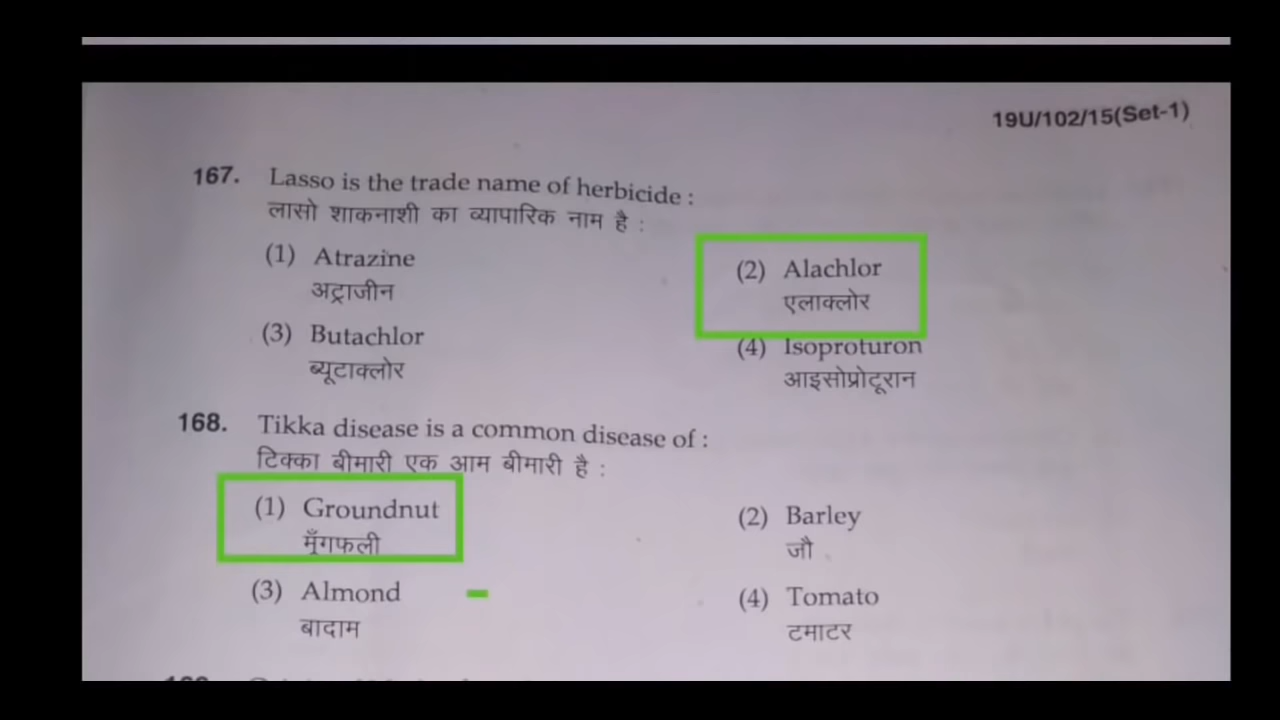 19U/102/15(Set-1)
167. Lasso is the trade name of herbicide :
लासो शाकनाशी का व्यापारिक नाम है :
(1) Atrazine
अट्राजीन
(2) Alachlor
एलाक्लोर
(3) Butachlor
ब्यूटाक्लोर
(4) Isoproturon
आइसोप्रोटूरान
168. Tikka disease is a common disease of :
टिक्का बीमारी एक आम बीमारी है :
(1) Groundnut
मूँगफली
(2) Barley
जौ
(3) Almond
बादाम
(4) Tomato
टमाटर